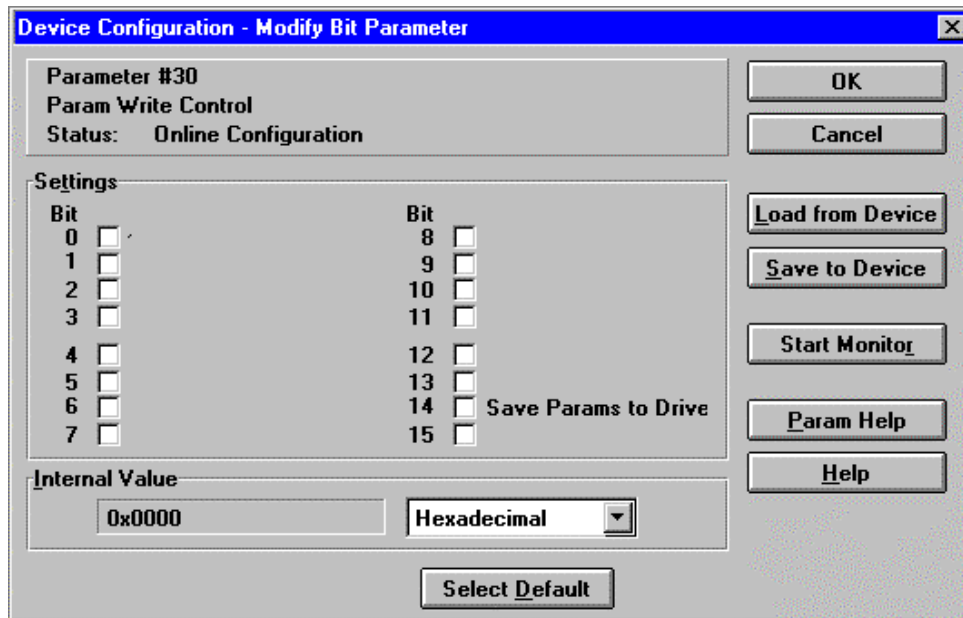 Device Configuration - Modify Bit Parameter
Parameter #30
Param Write Control
Status: Online Configuration
OK
Cancel
Settings
Bit
0
1
2
3
4
5
6
7
Bit
8
9
10
11
12
13
14 Save Params to Drive
15
Load from Device
Save to Device
Start Monitor
Param Help
Help
Internal Value
0x0000 Hexadecimal
Select Default